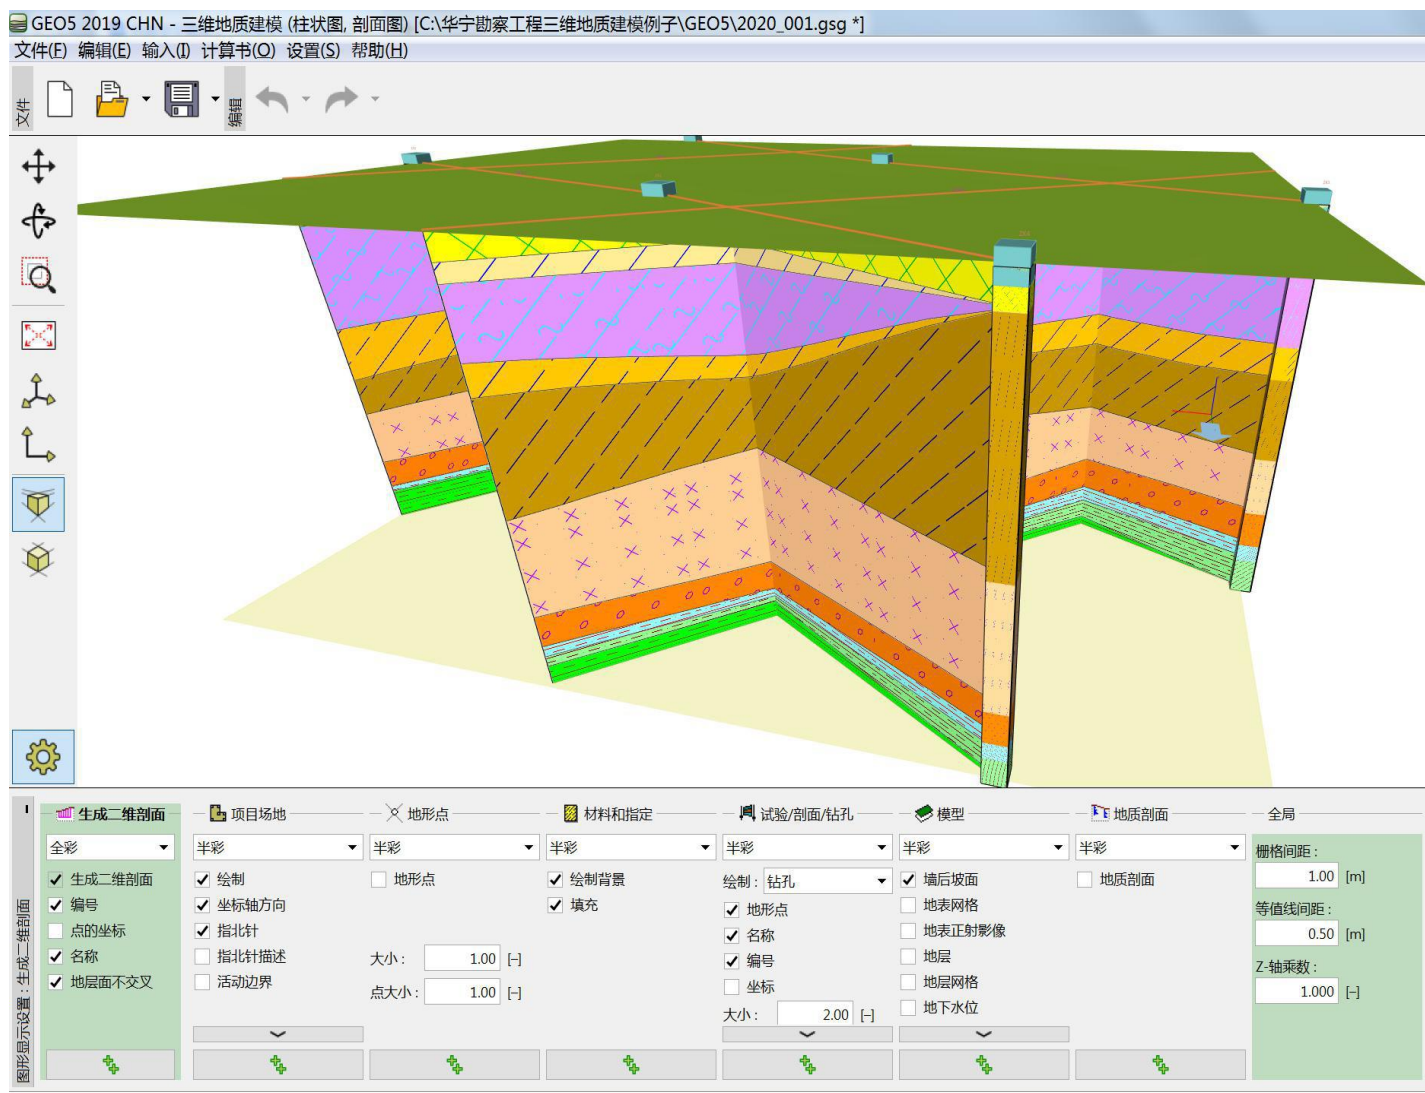 GEO5 2019 CHN - 三维地质建模 (柱状图, 剖面图) [C:\华宁勘察工程三维地质建模例子\GEO5\2020_001.gsg *]
文件(F) 编辑(E) 输入(I) 计算书(O) 设置(S) 帮助(H)
文件
编辑
图形显示设置 : 生成二维剖面
生成二维剖面
全彩
生成二维剖面
编号
点的坐标
名称
地层面不交叉
项目场地
半彩
绘制
坐标轴方向
指北针
指北针描述
活动边界
地形点
半彩
地形点
大小 : 1.00 [–]
点大小 : 1.00 [–]
材料和指定
半彩
绘制背景
填充
试验/剖面/钻孔
半彩
绘制 : 钻孔
地形点
名称
编号
坐标
大小 : 2.00 [–]
模型
半彩
墙后坡面
地表网格
地表正射影像
地层
地层网格
地下水位
地质剖面
半彩
地质剖面
全局
栅格间距 :
1.00 [m]
等值线间距 :
0.50 [m]
Z-轴乘数 :
1.000 [–]